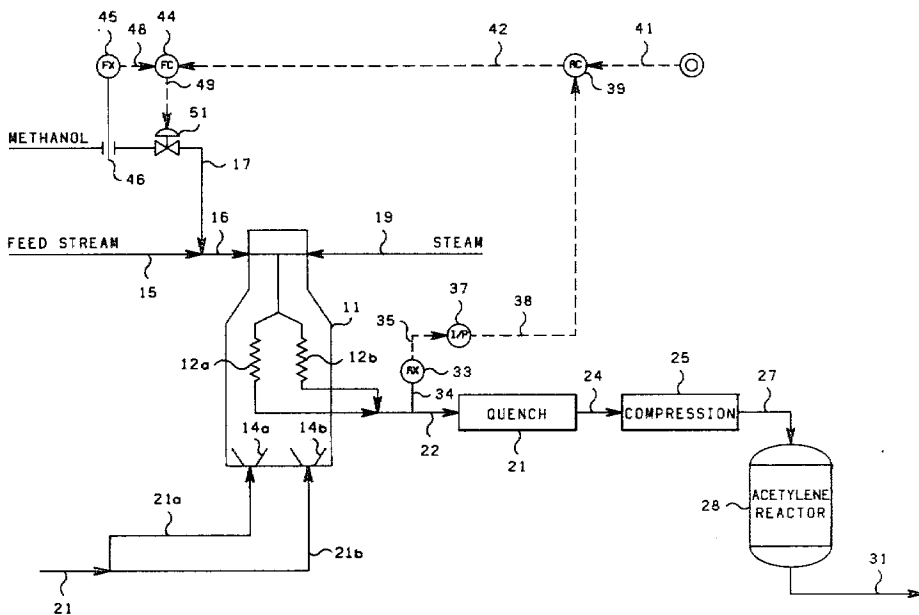 45
48
44
42
41
FX
FC
RC
49
39
51
METHANOL
46
17
16
19
FEED STREAM
STEAM
15
37
11
35
I/P
38
12a
12b
RX
33
25
34
24
27
QUENCH
COMPRESSION
22
21
14a
14b
21a
28
ACETYLENE
REACTOR
21b
31
21